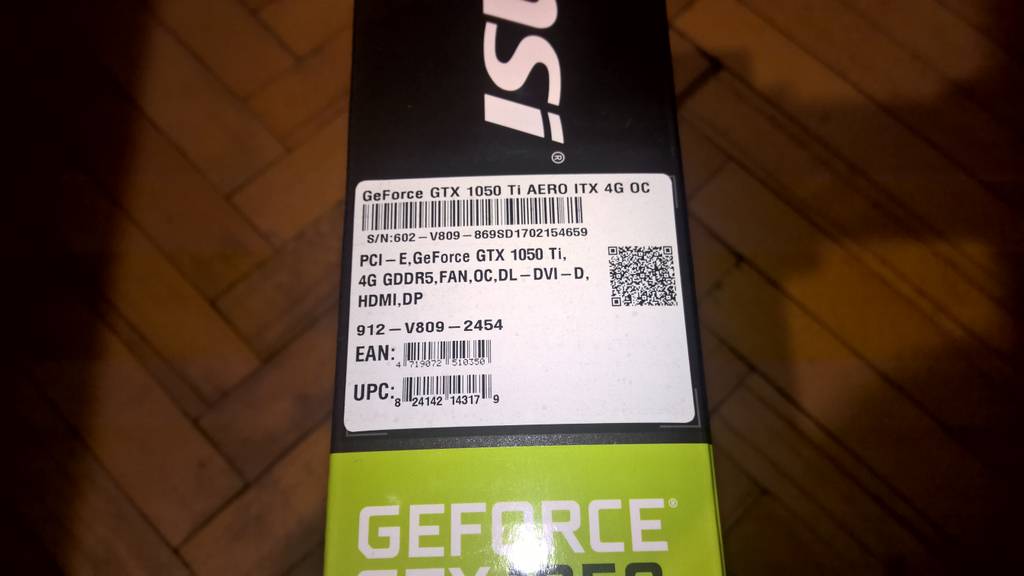 msi®
GeForce GTX 1050 Ti AERO ITX 4G OC
S/N:602-V809-869SD1702154659
PCI-E,GeForce GTX 1050 Ti,
4G GDDR5,FAN,OC,DL-DVI-D,
HDMI,DP
912-V809-2454
EAN:
4 719072 510350
UPC:
8 24142 14317 9
GEFORCE®
GTX 1050